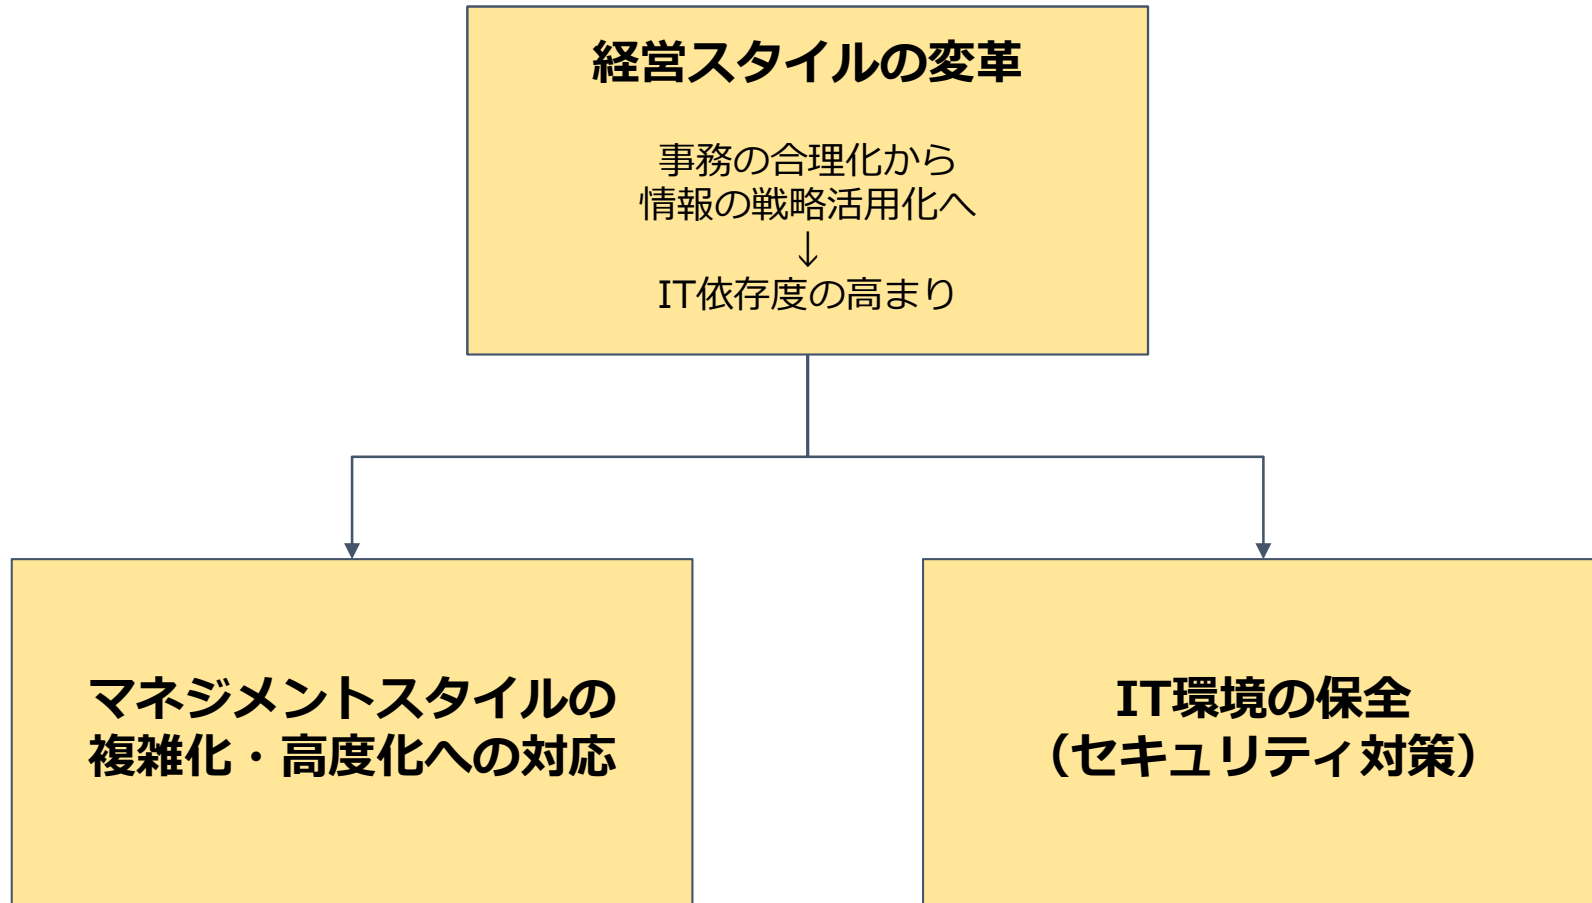 経営スタイルの変革
事務の合理化から
情報の戦略活用化へ
↓
IT依存度の高まり
マネジメントスタイルの
複雑化・高度化への対応
IT環境の保全
（セキュリティ対策）